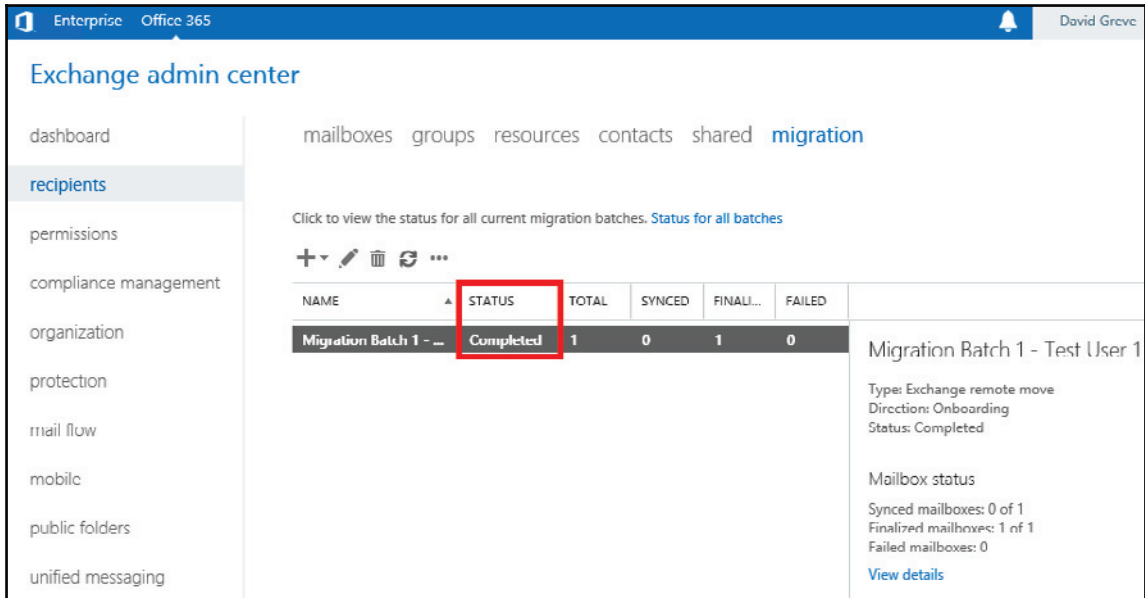 Enterprise Office 365
David Greve
Exchange admin center
dashboard
recipients
permissions
compliance management
organization
protection
mail flow
mobile
public folders
unified messaging
mailboxes groups resources contacts shared migration
Click to view the status for all current migration batches. Status for all batches
NAME STATUS TOTAL SYNCED FINALI... FAILED
Migration Batch 1 - ... Completed 1 0 1 0
Migration Batch 1 - Test User 1
Type: Exchange remote move
Direction: Onboarding
Status: Completed
Mailbox status
Synced mailboxes: 0 of 1
Finalized mailboxes: 1 of 1
Failed mailboxes: 0
View details